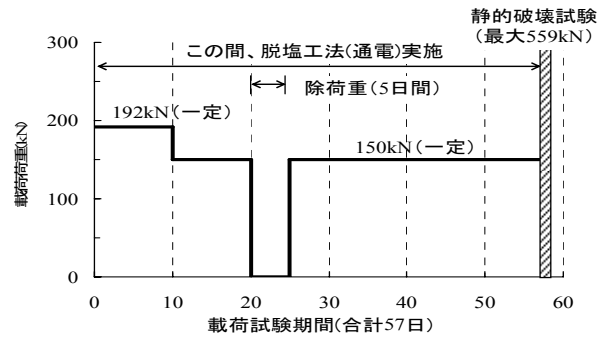 静的破壊試験
(最大559kN)
300
この間、脱塩工法(通電)実施
除荷重(5日間)
192kN(一定)
200
150kN(一定)
載荷荷重(kN)
100
0
0 10 20 30 40 50 60
載荷試験期間(合計57日)